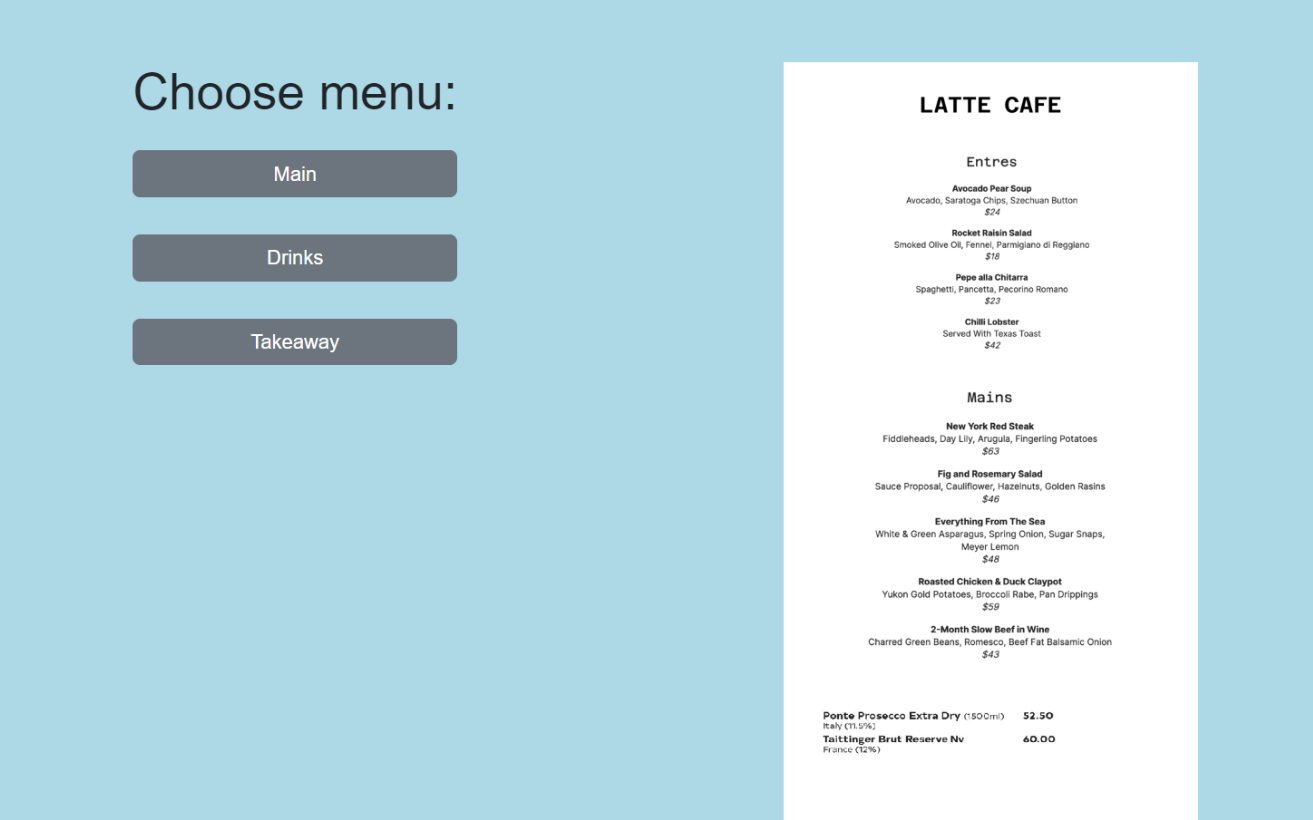 Choose menu:
Main
Drinks
Takeaway
LATTE CAFE
Entres
Avocado Pear Soup
Avocado, Saratoga Chips, Szechuan Button
$24
Rocket Raisin Salad
Smoked Olive Oil, Fennel, Parmigiano di Reggiano
$18
Pepe alla Chitarra
Spaghetti, Pancetta, Pecorino Romano
$23
Chilli Lobster
Served With Texas Toast
$42
Mains
New York Red Steak
Fiddleheads, Day Lily, Arugula, Fingerling Potatoes
$63
Fig and Rosemary Salad
Sauce Proposal, Cauliflower, Hazelnuts, Golden Rasins
$46
Everything From The Sea
White & Green Asparagus, Spring Onion, Sugar Snaps,
Meyer Lemon
$48
Roasted Chicken & Duck Claypot
Yukon Gold Potatoes, Broccoli Rabe, Pan Drippings
$59
2-Month Slow Beef in Wine
Charred Green Beans, Romesco, Beef Fat Balsamic Onion
$43
Ponte Prosecco Extra Dry (1500ml) 52.50
Italy (11.5%)
Taittinger Brut Reserve Nv 60.00
France (12%)